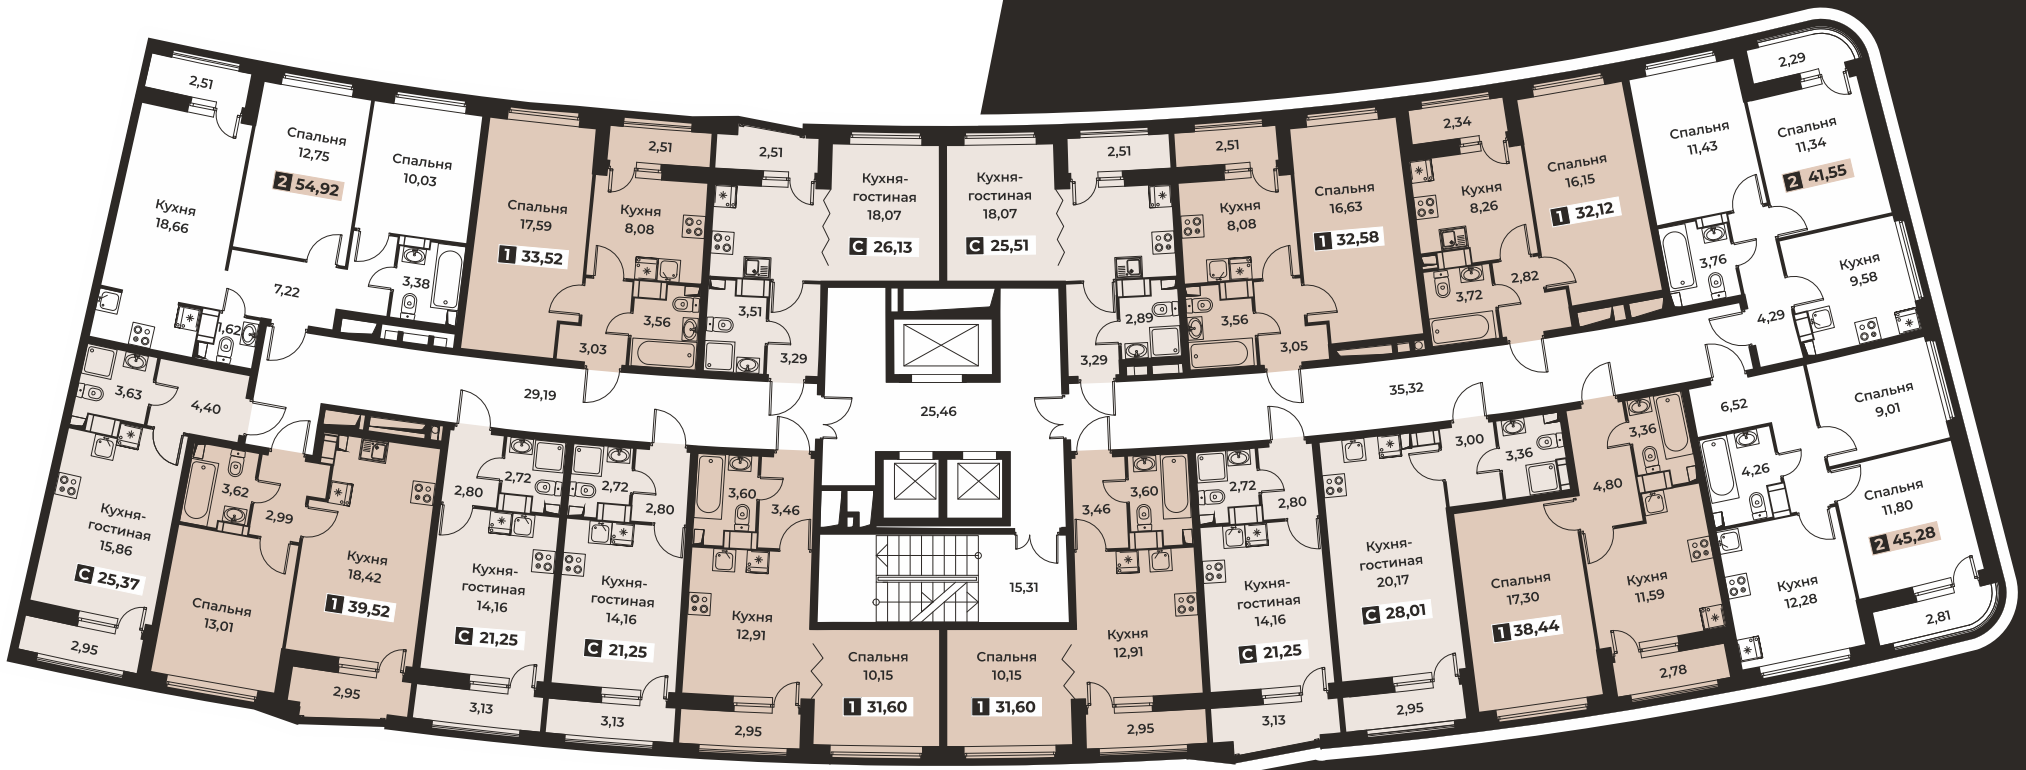 2,51
Кухня
18,66
Спальня
12,75
2 54,92
Спальня
10,03
7,22
3,38
1,62
Спальня
17,59
1 33,52
2,51
Кухня
8,08
3,56
3,03
2,51
Кухня-
гостиная
18,07
С 26,13
3,51
3,29
Кухня-
гостиная
18,07
С 25,51
2,51
2,89
3,29
2,51
Кухня
8,08
3,56
3,05
Спальня
16,63
1 32,58
2,34
Кухня
8,26
3,72
2,82
Спальня
16,15
1 32,12
Спальня
11,43
3,76
2,29
Спальня
11,34
2 41,55
Кухня
9,58
4,29
29,19
25,46
35,32
15,31
3,63
4,40
Кухня-
гостиная
15,86
С 25,37
2,95
3,62
2,99
Спальня
13,01
Кухня
18,42
1 39,52
2,95
2,80
2,72
Кухня-
гостиная
14,16
С 21,25
3,13
2,72
2,80
Кухня-
гостиная
14,16
С 21,25
3,13
3,60
3,46
Кухня
12,91
2,95
Спальня
10,15
1 31,60
Спальня
10,15
1 31,60
3,46
3,60
Кухня
12,91
2,95
2,72
2,80
Кухня-
гостиная
14,16
С 21,25
3,13
3,00
3,36
Кухня-
гостиная
20,17
С 28,01
2,95
4,80
3,36
Спальня
17,30
1 38,44
Кухня
11,59
2,78
6,52
4,26
Спальня
9,01
Спальня
11,80
2 45,28
Кухня
12,28
2,81